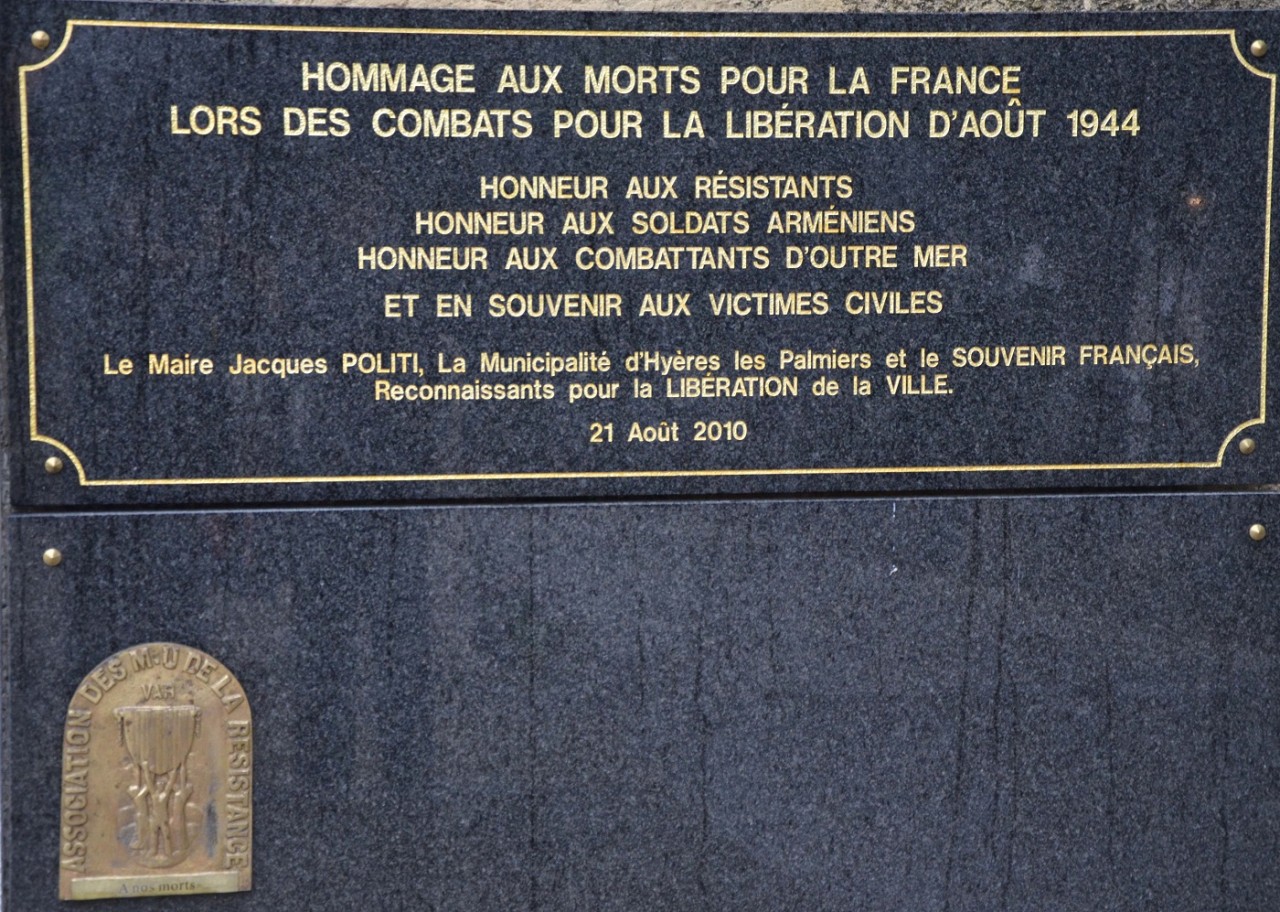 HOMMAGE AUX MORTS POUR LA FRANCE
LORS DES COMBATS POUR LA LIBÉRATION D'AOÛT 1944
HONNEUR AUX RÉSISTANTS
HONNEUR AUX SOLDATS ARMÉNIENS
HONNEUR AUX COMBATTANTS D'OUTRE MER
ET EN SOUVENIR AUX VICTIMES CIVILES
Le Maire Jacques POLITI, La Municipalité d'Hyères les Palmiers et le SOUVENIR FRANÇAIS,
Reconnaissants pour la LIBÉRATION de la VILLE.
21 Août 2010
ASSOCIATION DES M.U DE LA RESISTANCE
VAR
A nos morts